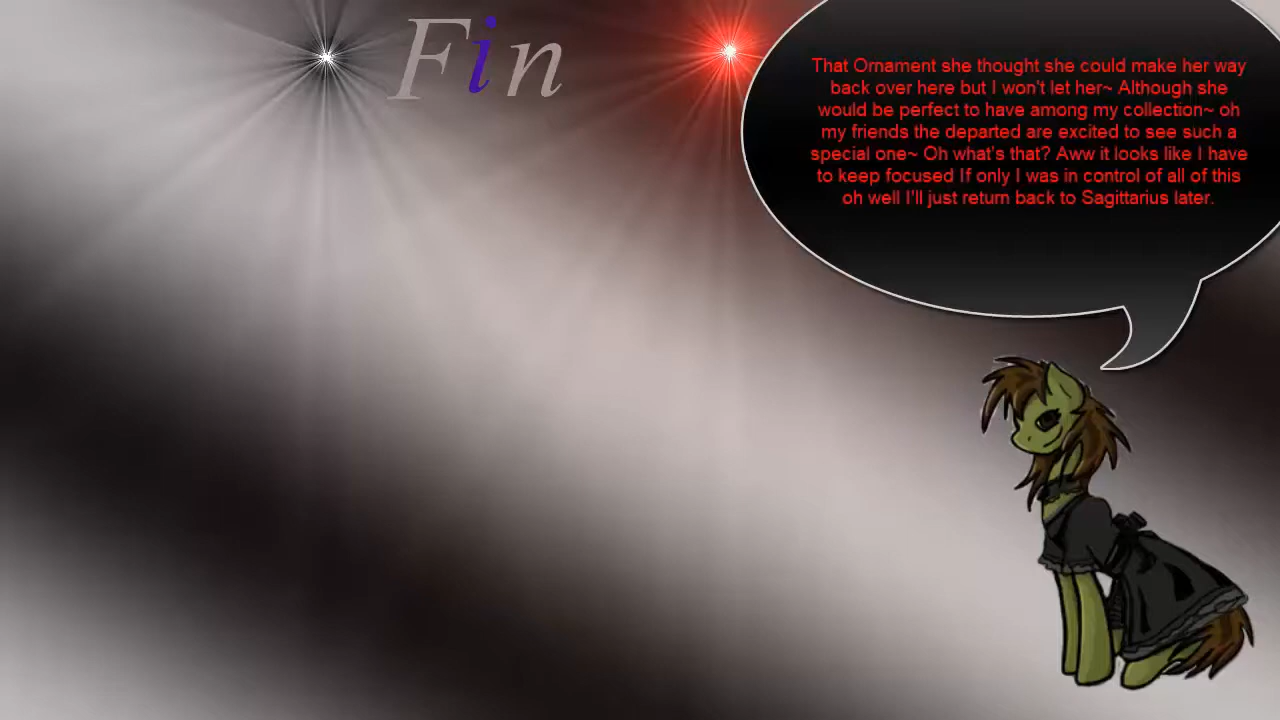 Fin
That Ornament she thought she could make her way
back over here but I won't let her~ Although she
would be perfect to have among my collection~ oh
my friends the departed are excited to see such a
special one~ Oh what's that? Aww it looks like I have
to keep focused If only I was in control of all of this
oh well I'll just return back to Sagittarius later.